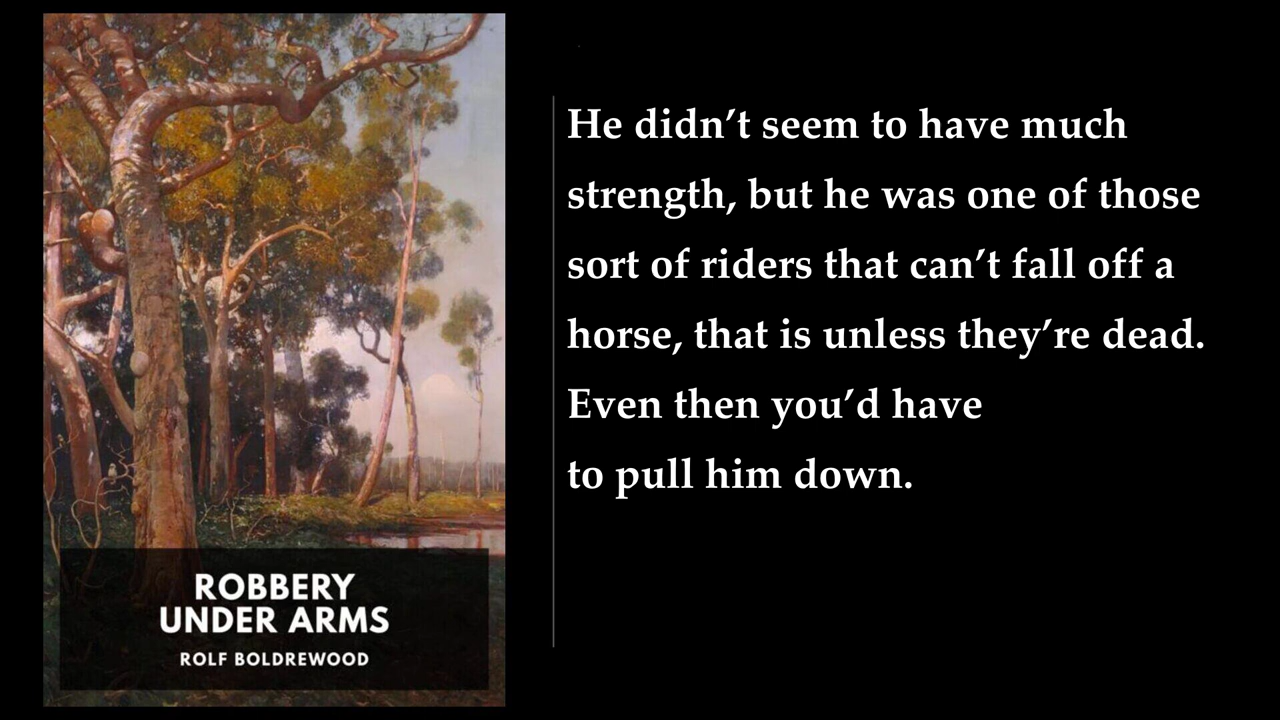 ROBBERY
UNDER ARMS
ROLF BOLDREWOOD
He didn’t seem to have much
strength, but he was one of those
sort of riders that can’t fall off a
horse, that is unless they’re dead.
Even then you’d have
to pull him down.